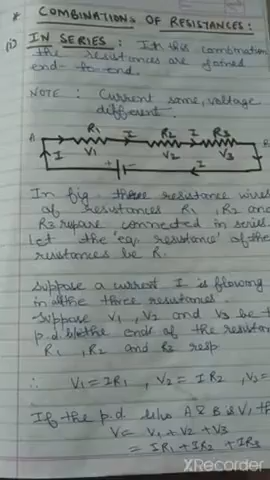 * COMBINATIONS OF RESISTANCES:
(i) IN SERIES : In this combination
the resistances are joined
end-to-end.
NOTE : Current same, voltage
different.
A R1 I R2 I R3 B
V1 V2 V3
I + - I
In fig. three resistance wires
of resistances R1, R2 and
R3 are connected in series.
Let the 'eq. resistance' of the
resistances be R.
Suppose a current I is flowing
in all the three resistances.
Suppose V1, V2 and V3 be
p.d. b/w the ends of the
R1, R2 and R3 resp.
∴ V1 = IR1, V2 = IR2, V3 =
If the p.d. b/w A & B is V,
V = V1 + V2 + V3
= IR1 + IR2 + IR3
XRecorder